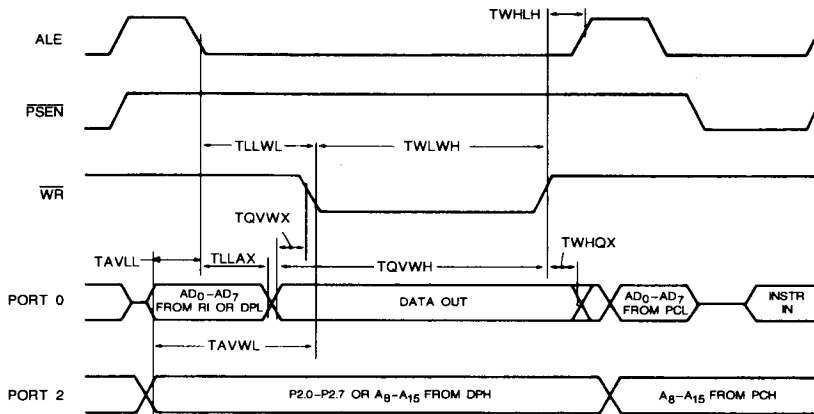 TWHLH
ALE
PSEN
TLLWL
TWLWH
WR
TQVWX
TAVLL
TLLAX
TQVWH
TWHQX
PORT 0
AD0–AD7
FROM RI OR DPL
DATA OUT
AD0–AD7
FROM PCL
INSTR
IN
TAVWL
PORT 2
P2.0–P2.7 OR A8–A15 FROM DPH
A8–A15 FROM PCH